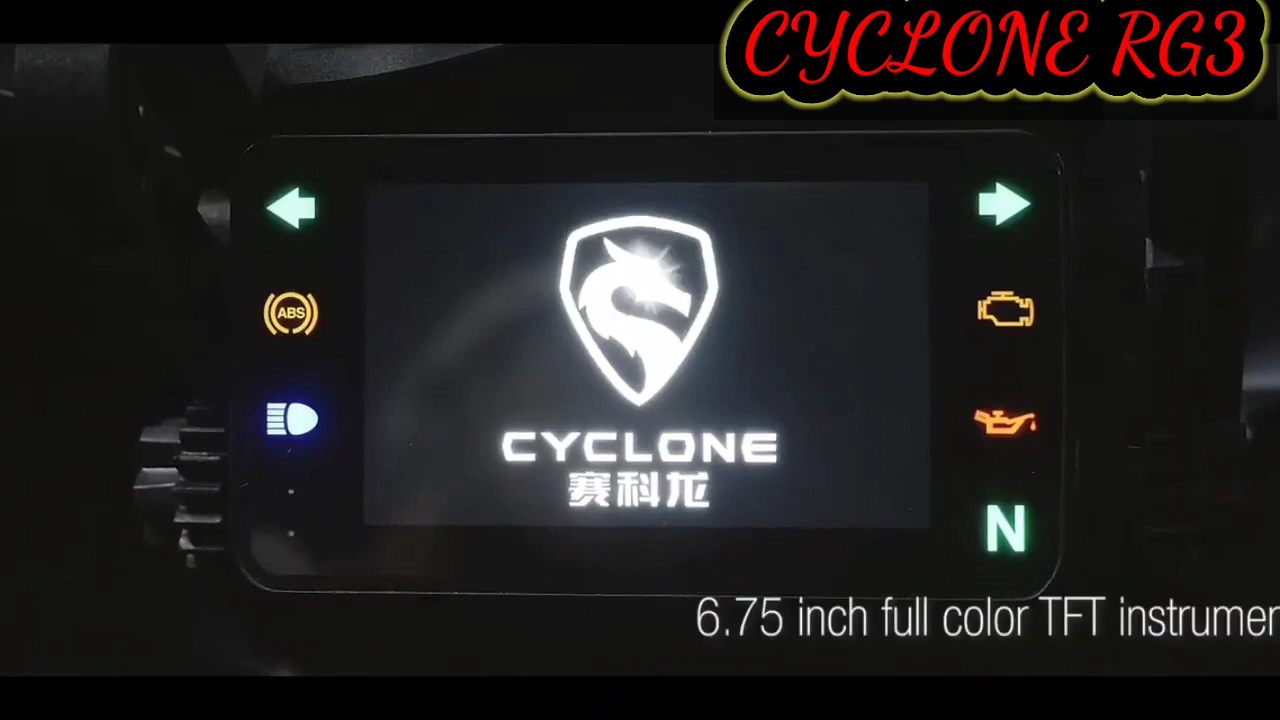 CYCLONE RG3
ABS
CYCLONE
赛科龙
N
6.75 inch full color TFT instrumen